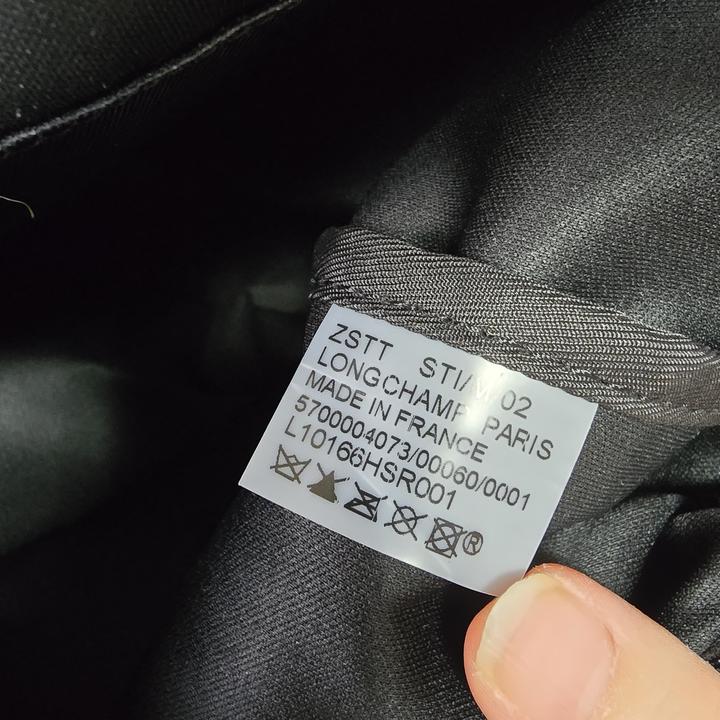 ZSTT
LONGCHAMP PARIS
MADE IN FRANCE
5700004073/00060/0001
L10166HSR001
®